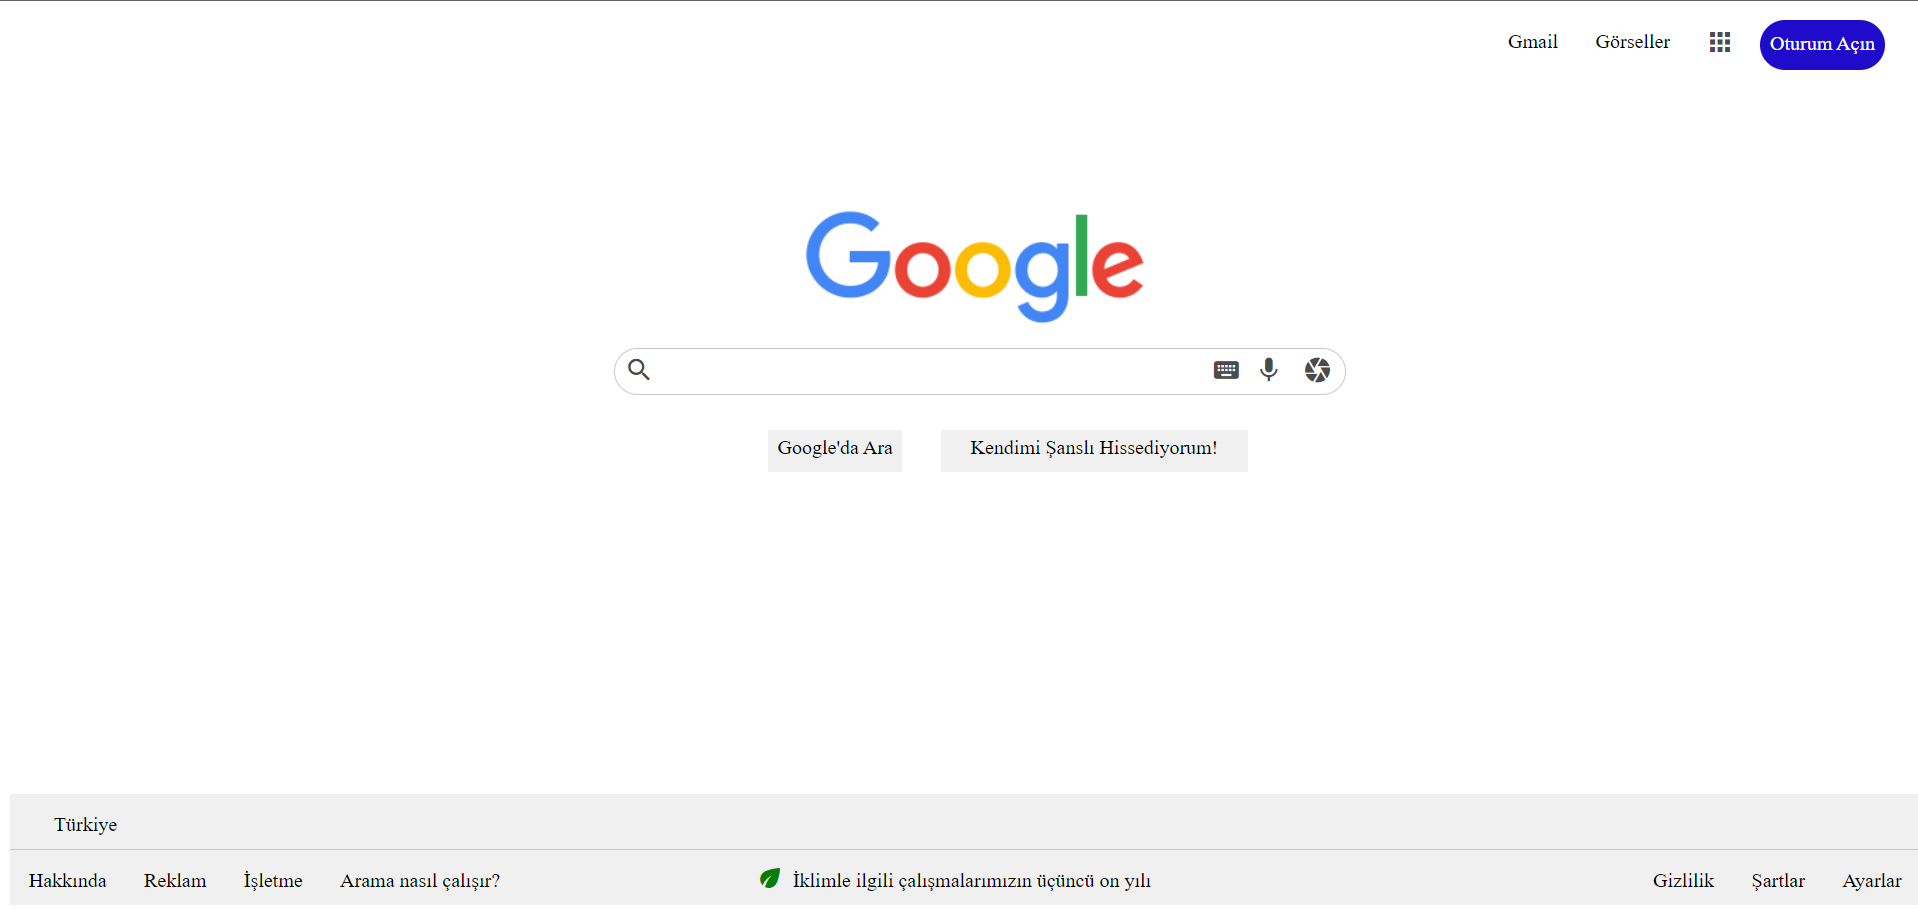 Gmail Görseller Oturum Açın
Google
Google'da Ara Kendimi Şanslı Hissediyorum!
Türkiye
Hakkında Reklam İşletme Arama nasıl çalışır? İklimle ilgili çalışmalarımızın üçüncü on yılı Gizlilik Şartlar Ayarlar